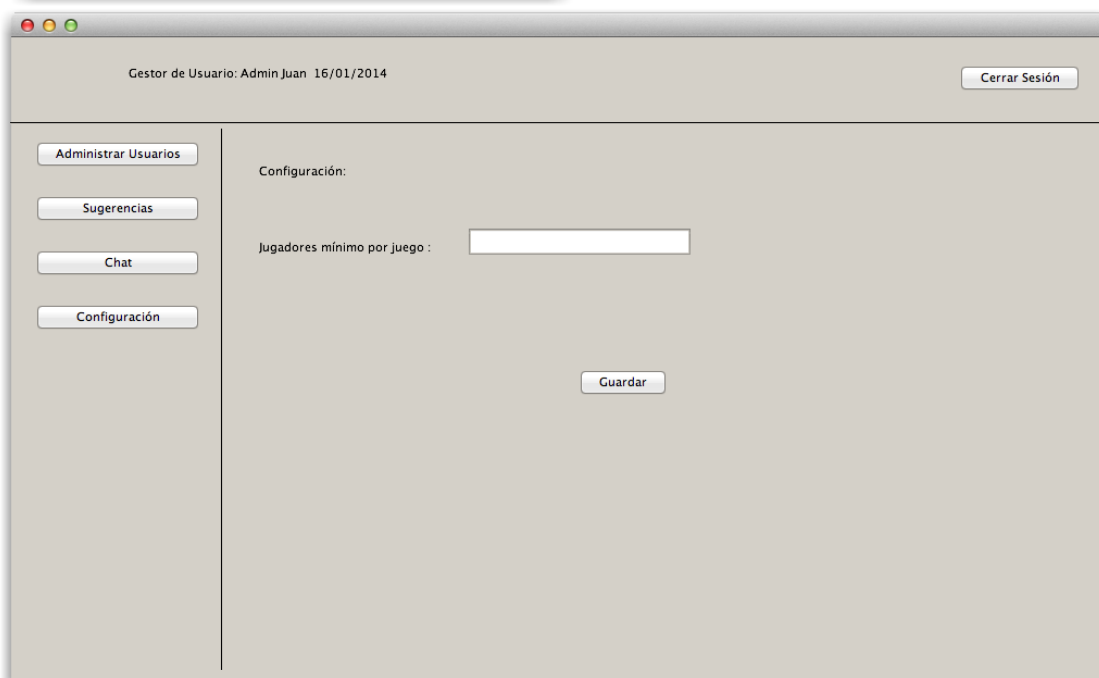 Gestor de Usuario: Admin Juan 16/01/2014
Cerrar Sesión
Administrar Usuarios
Sugerencias
Chat
Configuración
Configuración:
Jugadores mínimo por juego :
Guardar